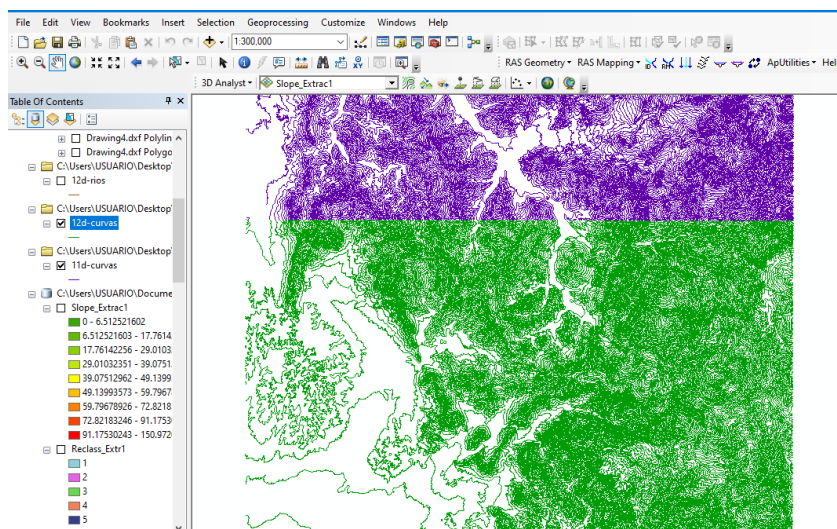 File Edit View Bookmarks Insert Selection Geoprocessing Customize Windows Help
1:300,000
RAS Geometry RAS Mapping ApUtilities Hel
3D Analyst Slope_Extrac1
Table Of Contents
Drawing4.dxf Polylin
Drawing4.dxf Polygo
C:\Users\USUARIO\Desktop\
12d-rios
C:\Users\USUARIO\Desktop\
12d-curvas
C:\Users\USUARIO\Desktop\
11d-curvas
C:\Users\USUARIO\Docume
Slope_Extrac1
0 - 6.512521602
6.512521603 - 17.7614
17.76142256 - 29.0103
29.01032351 - 39.0751
39.07512962 - 49.1399
49.13993571 - 59.7967
59.79678926 - 72.8218
72.82183246 - 91.1753
91.17530243 - 150.972
Reclass_Extr1
1
2
3
4
5